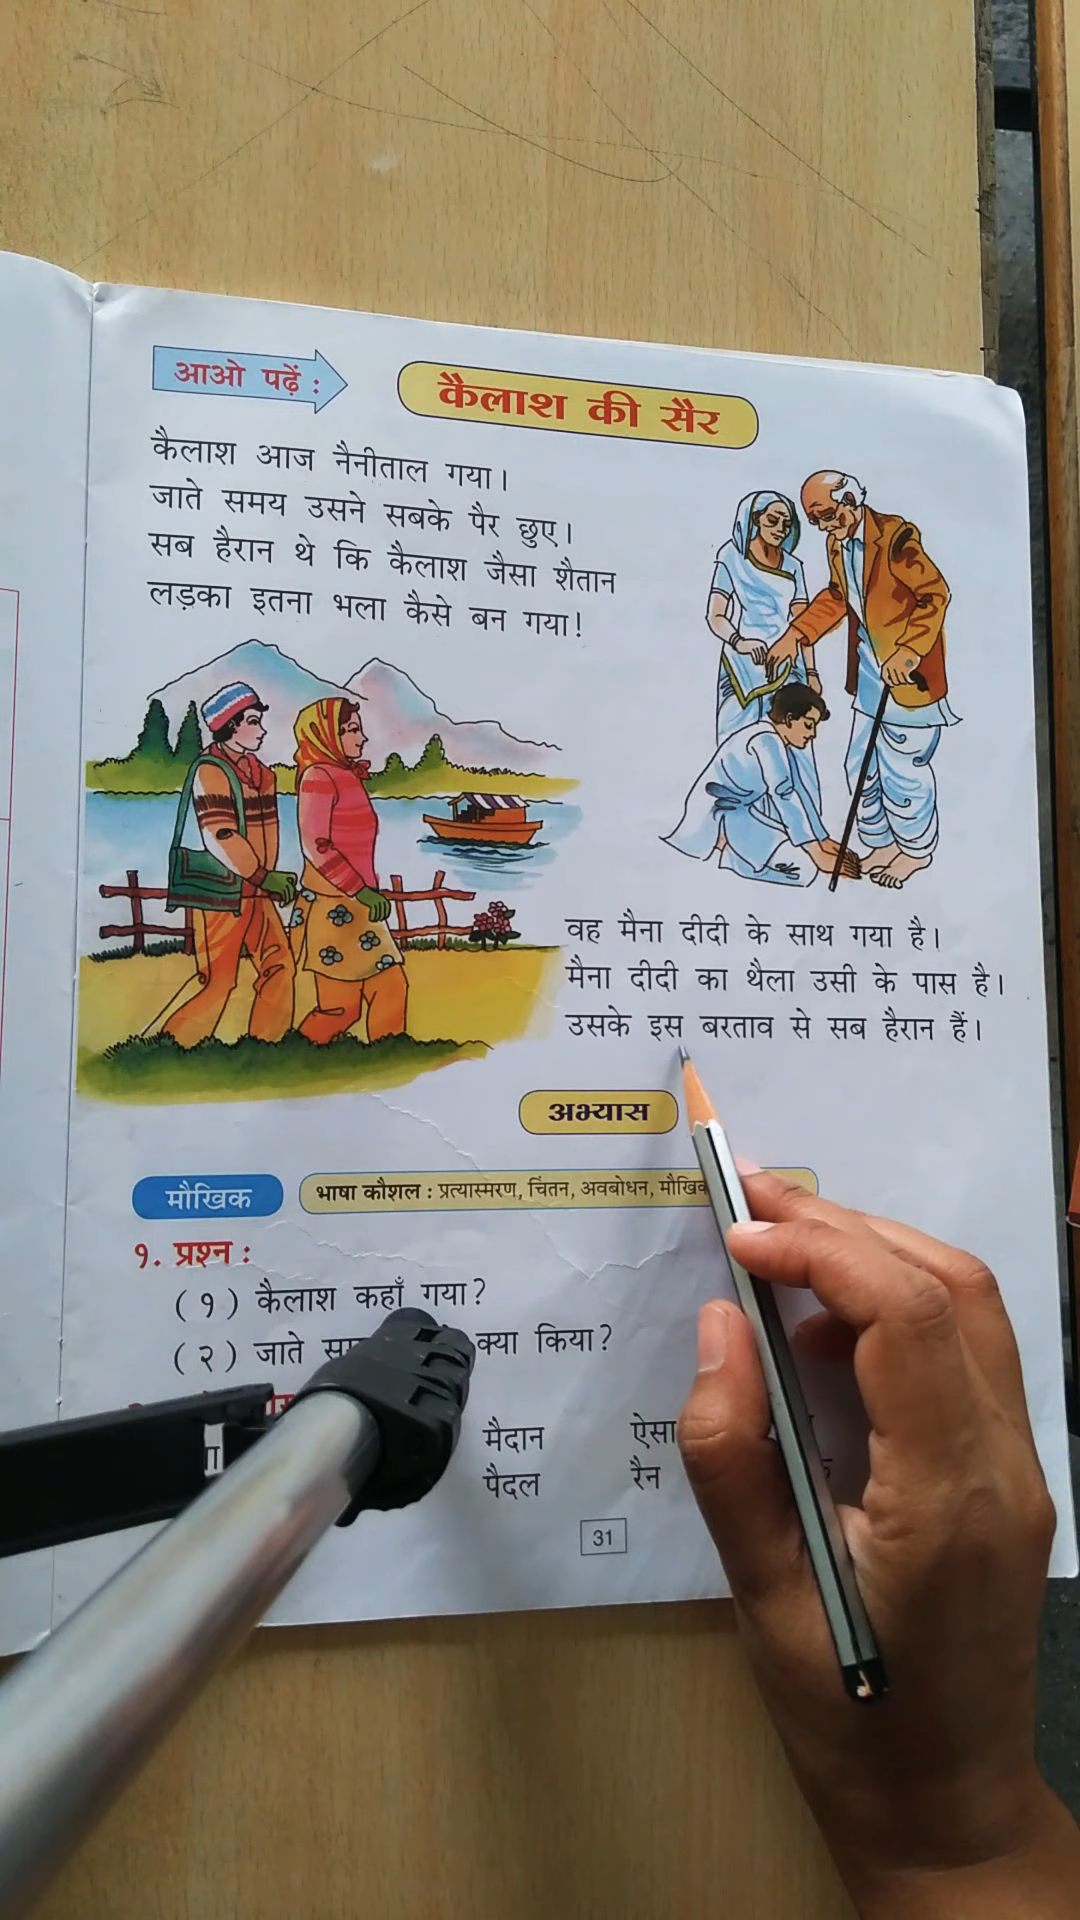 आओ पढ़ें :
कैलाश की सैर
कैलाश आज नैनीताल गया।
जाते समय उसने सबके पैर छुए।
सब हैरान थे कि कैलाश जैसा शैतान
लड़का इतना भला कैसे बन गया!
वह मैना दीदी के साथ गया है।
मैना दीदी का थैला उसी के पास है।
उसके इस बरताव से सब हैरान हैं।
अभ्यास
मौखिक
भाषा कौशल : प्रत्यास्मरण, चिंतन, अवबोधन, मौखिक
१. प्रश्न :
(१) कैलाश कहाँ गया?
(२) जाते क्या किया?
मैदान ऐसा
पैदल रैन
31